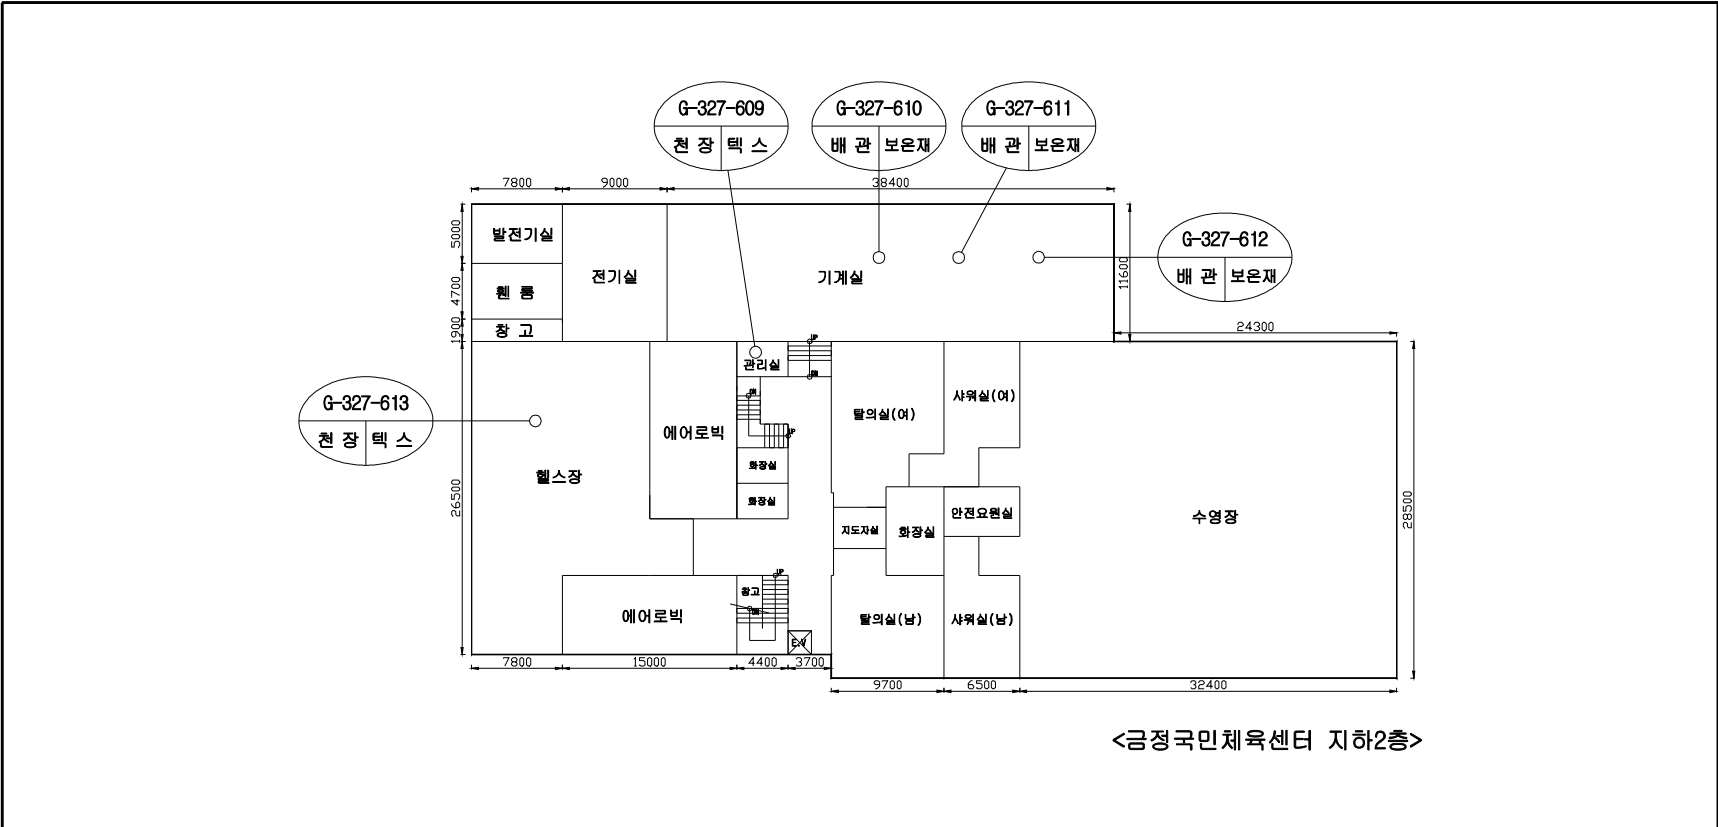 G-327-609
천 장 텍 스
G-327-610
배 관 보온재
G-327-611
배 관 보온재
7800
9000
38400
5000
발전기실
G-327-612
배 관 보온재
11600
전기실
기계실
4700
휀 룸
1900
창 고
24300
UP
관리실
DN
G-327-613
천 장 텍 스
DN
샤워실(여)
탈의실(여)
에어로빅
UP
화장실
헬스장
26500
화장실
안전요원실
수영장
28500
지도자실
화장실
UP
창고
DN
에어로빅
탈의실(남)
샤워실(남)
E.V
7800
15000
4400
3700
9700
6500
32400
<금정국민체육센터 지하2층>